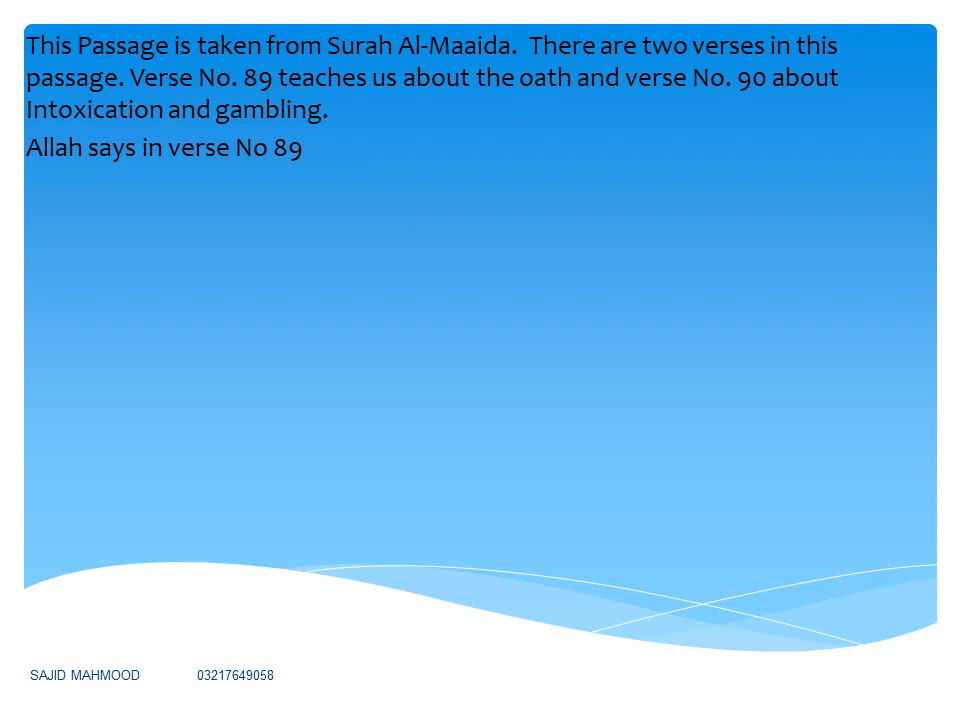 This Passage is taken from Surah Al-Maaida.  There are two verses in this
passage. Verse No. 89 teaches us about the oath and verse No. 90 about
Intoxication and gambling.
Allah says in verse No 89
SAJID MAHMOOD 03217649058